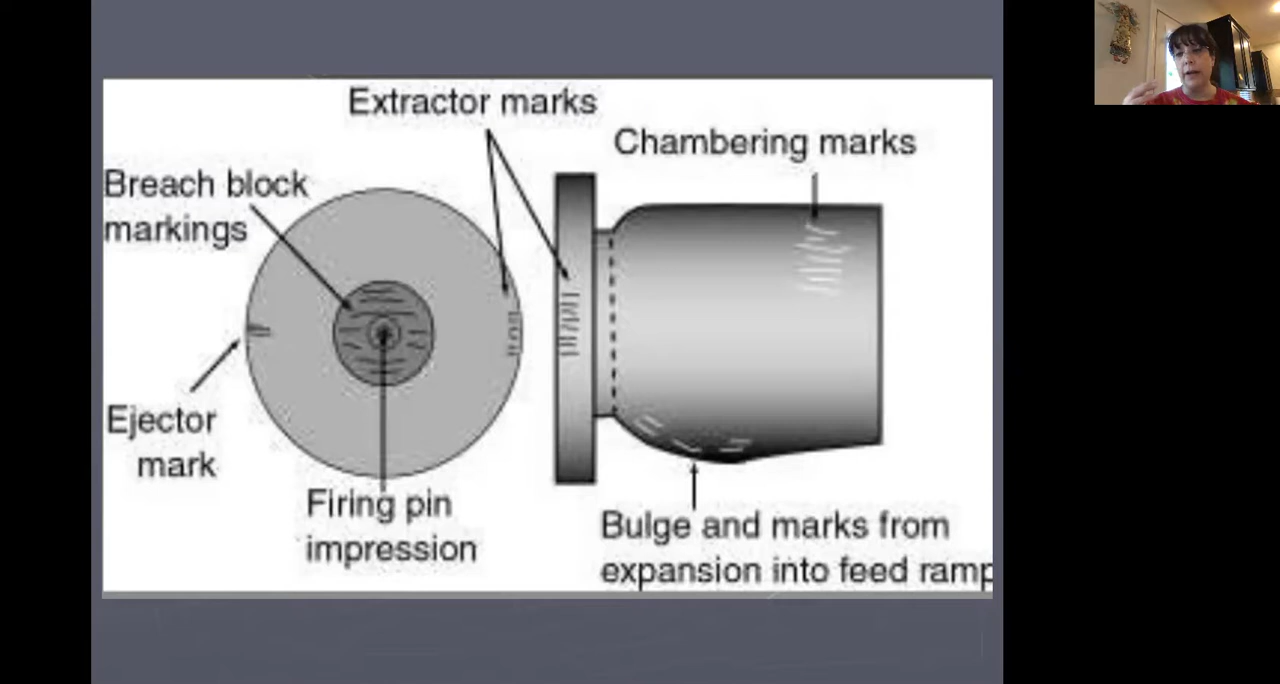 Extractor marks
Chambering marks
Breach block
markings
Ejector
mark
Firing pin
impression
Bulge and marks from
expansion into feed ramp